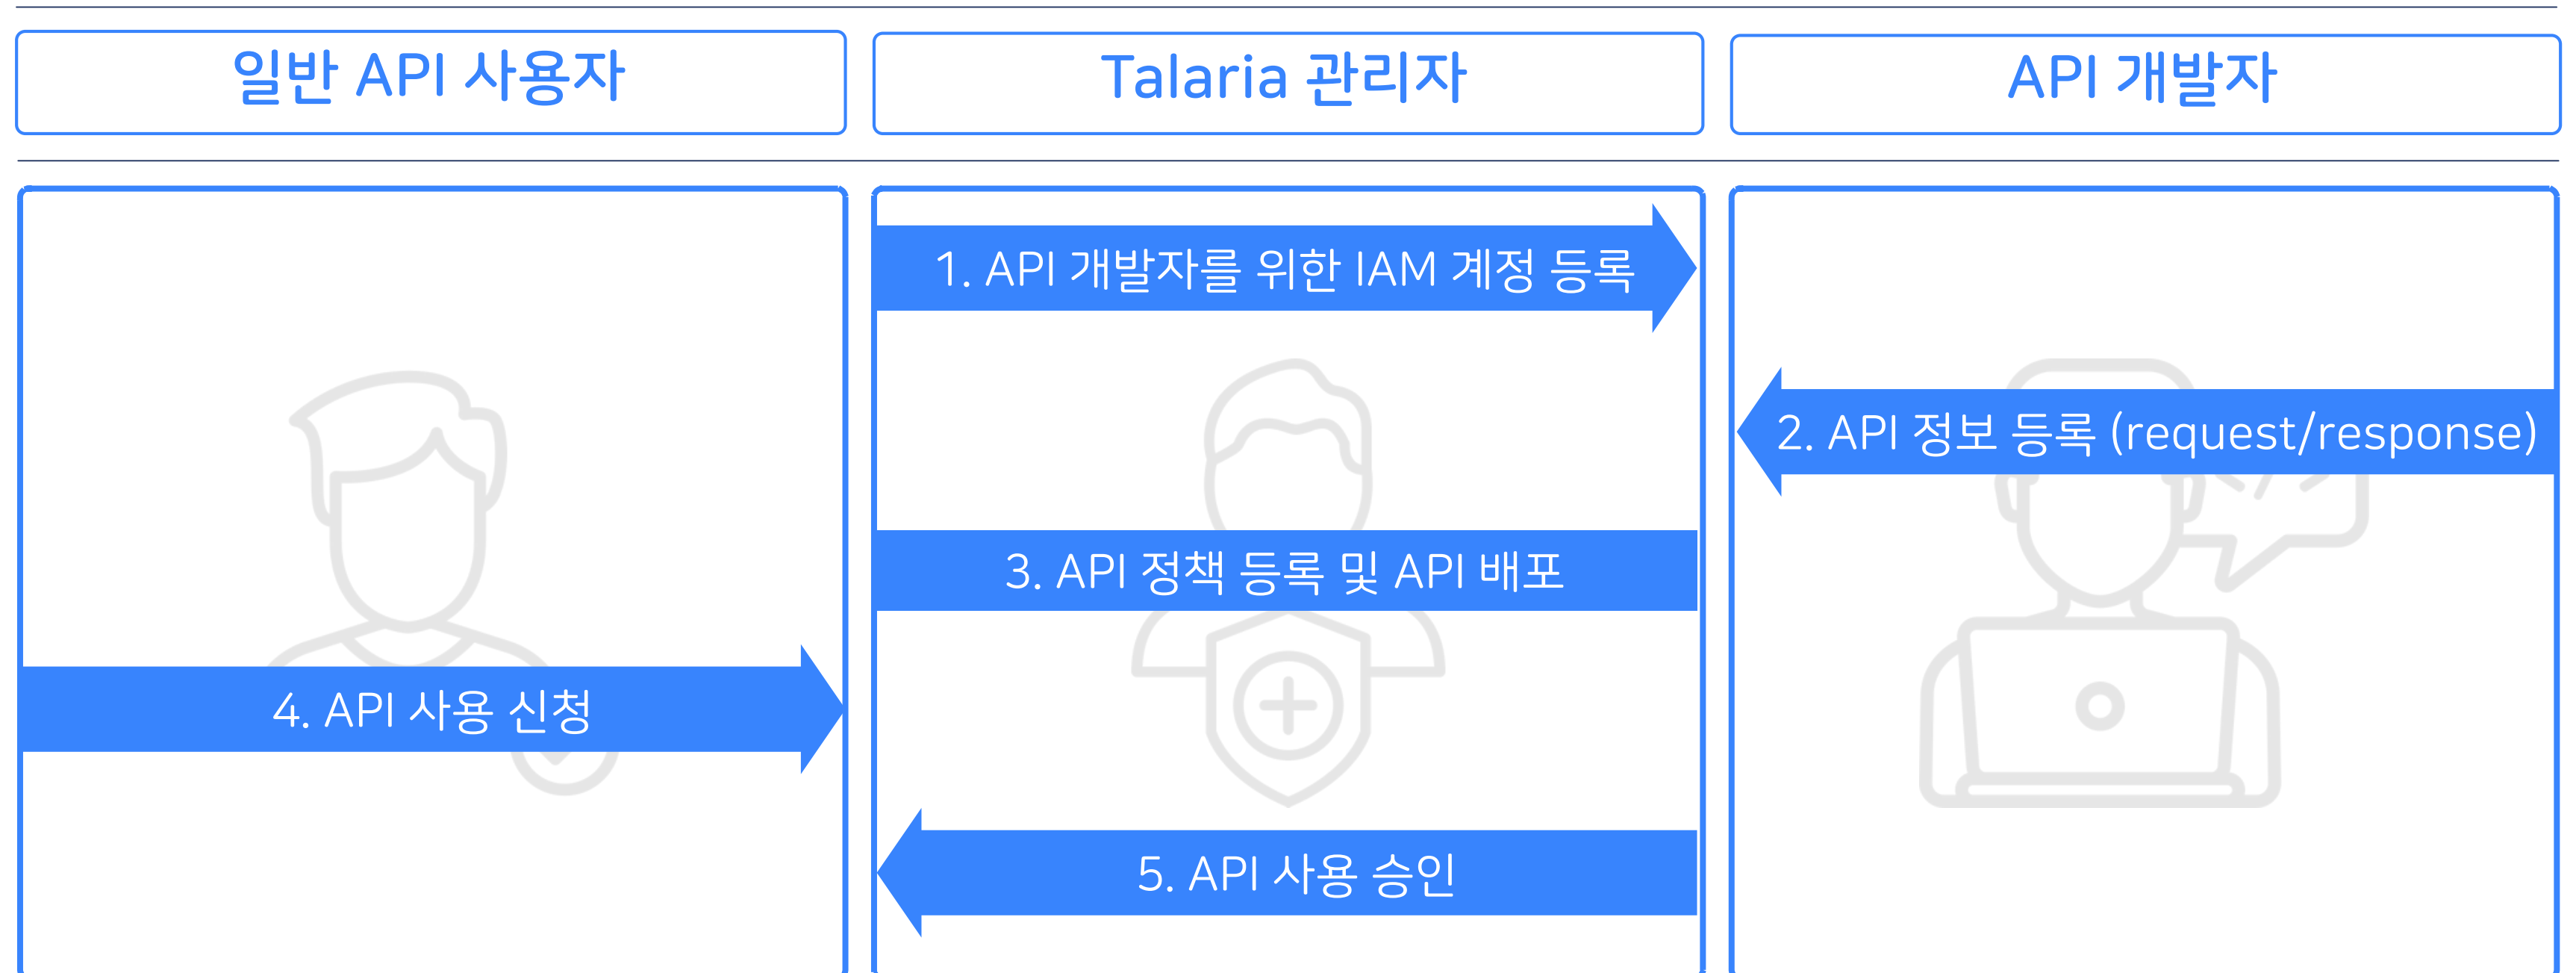 일반 API 사용자
Talaria 관리자
API 개발자
1. API 개발자를 위한 IAM 계정 등록
2. API 정보 등록 (request/response)
3. API 정책 등록 및 API 배포
4. API 사용 신청
5. API 사용 승인